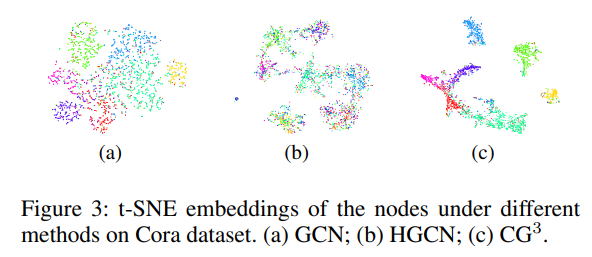 (a) (b) (c)
Figure 3: t-SNE embeddings of the nodes under different
methods on Cora dataset. (a) GCN; (b) HGCN; (c) CG³.